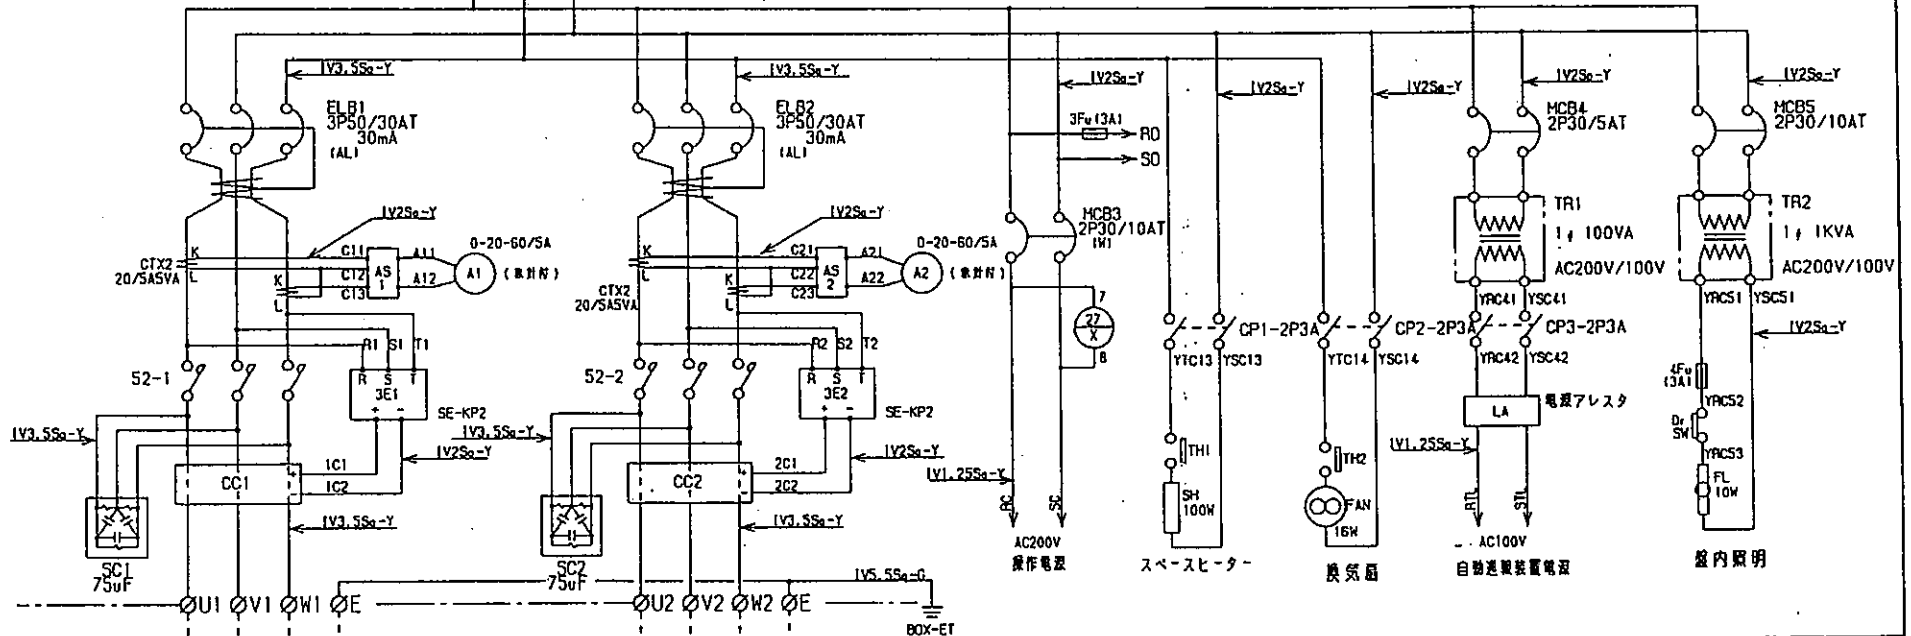 IV3.5Sq-Y
ELB1
3P50/30AT
30mA
(AL)
IV2Sq-Y
K
L
CTX2
20/5A5VA
K
L
C11
C12
C13
AS
1
A11
A12
A1
0-20-60/5A
R1
S1
T1
52-1
R
S
T
3E1
+
-
SE-KP2
IV3.5Sq-Y
IV2Sq-Y
1C1
1C2
CC1
+
-
IV3.5Sq-Y
SC1
75uF
U1
V1
W1
E
IV3.5Sq-Y
ELB2
3P50/30AT
30mA
(AL)
IV2Sq-Y
K
L
CTX2
20/5A5VA
K
L
C21
C22
C23
AS
2
A21
A22
A2
0-20-60/5A
R2
S2
T2
52-2
R
S
T
3E2
+
-
SE-KP2
IV3.5Sq-Y
IV2Sq-Y
2C1
2C2
CC2
+
-
IV3.5Sq-Y
SC2
75uF
U2
V2
W2
E
IV5.5Sq-G
BOX-ET
IV2Sq-Y
3Fu(3A)
R0
S0
MCB3
2P30/10AT
(W)
7
27
X
8
IV1.25Sq-Y
RC
SC
AC200V
操作電源
IV2Sq-Y
CP1-2P3A
YTC13
YSC13
TH1
SH
100W
スペースヒーター
IV2Sq-Y
CP2-2P3A
YTC14
YSC14
TH2
FAN
16W
換気扇
IV2Sq-Y
MCB4
2P30/5AT
TR1
1φ 100VA
AC200V/100V
YRC41
YSC41
CP3-2P3A
YRC42
YSC42
LA
電源アレスタ
IV1.25Sq-Y
RTL
STL
AC100V
自動通報装置電源
IV2Sq-Y
MCB5
2P30/10AT
TR2
1φ 1KVA
AC200V/100V
YRC51
YSC51
IV2Sq-Y
4Fu
(3A)
YRC52
Dr
SW
YRC53
FL
10W
盤内照明